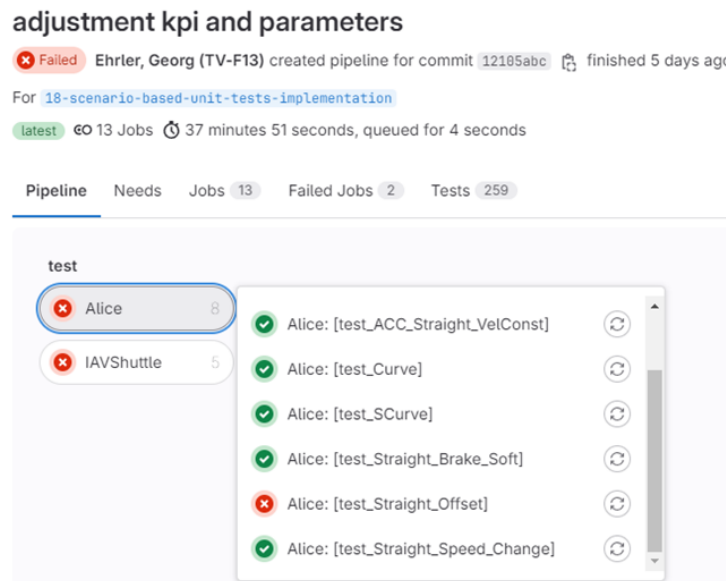 adjustment kpi and parameters
Failed Ehrler, Georg (TV-F13) created pipeline for commit 12105abc finished 5 days ago
For 18-scenario-based-unit-tests-implementation
latest 13 Jobs 37 minutes 51 seconds, queued for 4 seconds
Pipeline Needs Jobs 13 Failed Jobs 2 Tests 259
test
Alice 8
IAVShuttle 5
Alice: [test_ACC_Straight_VelConst]
Alice: [test_Curve]
Alice: [test_SCurve]
Alice: [test_Straight_Brake_Soft]
Alice: [test_Straight_Offset]
Alice: [test_Straight_Speed_Change]